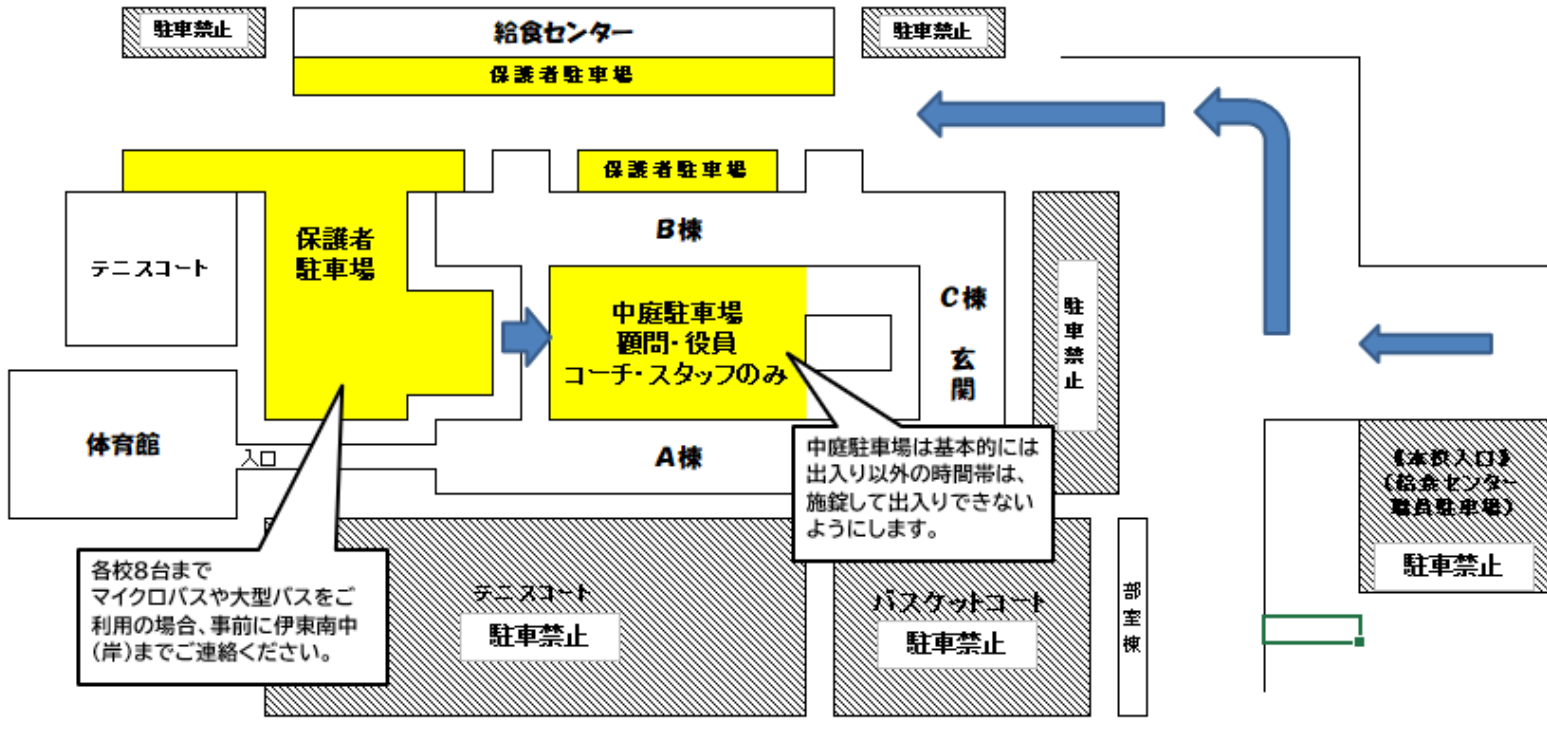 駐車禁止
給食センター
駐車禁止
保護者駐車場
保護者駐車場
B棟
保護者
駐車場
テニスコート
中庭駐車場
顧問・役員
コーチ・スタッフのみ
C棟
玄
関
駐
車
禁
止
体育館
入口
A棟
中庭駐車場は基本的には
出入り以外の時間帯は、
施錠して出入りできない
ようにします。
《本校入口》
(給食センター
職員駐車場)
駐車禁止
各校8台まで
マイクロバスや大型バスをご
利用の場合、事前に伊東南中
(岸)までご連絡ください。
テニスコート
駐車禁止
バスケットコート
駐車禁止
部
室
棟